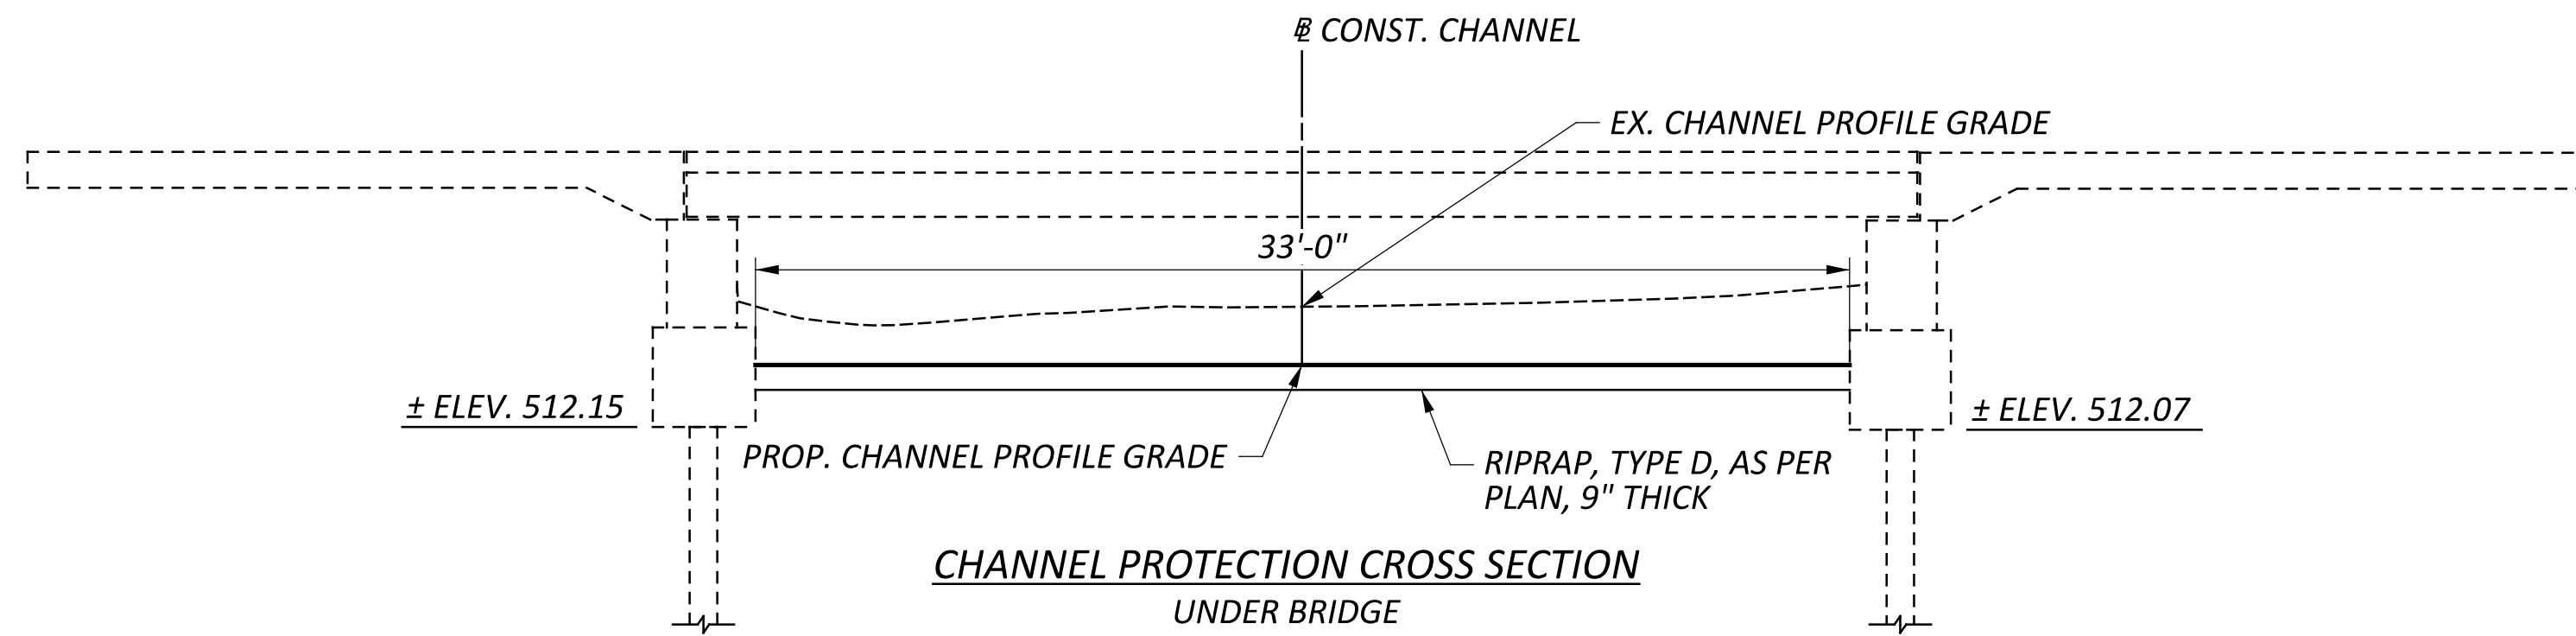 ℄ CONST. CHANNEL
EX. CHANNEL PROFILE GRADE
33'-0"
± ELEV. 512.15
± ELEV. 512.07
PROP. CHANNEL PROFILE GRADE
RIPRAP, TYPE D, AS PER
PLAN, 9" THICK
CHANNEL PROTECTION CROSS SECTION
UNDER BRIDGE